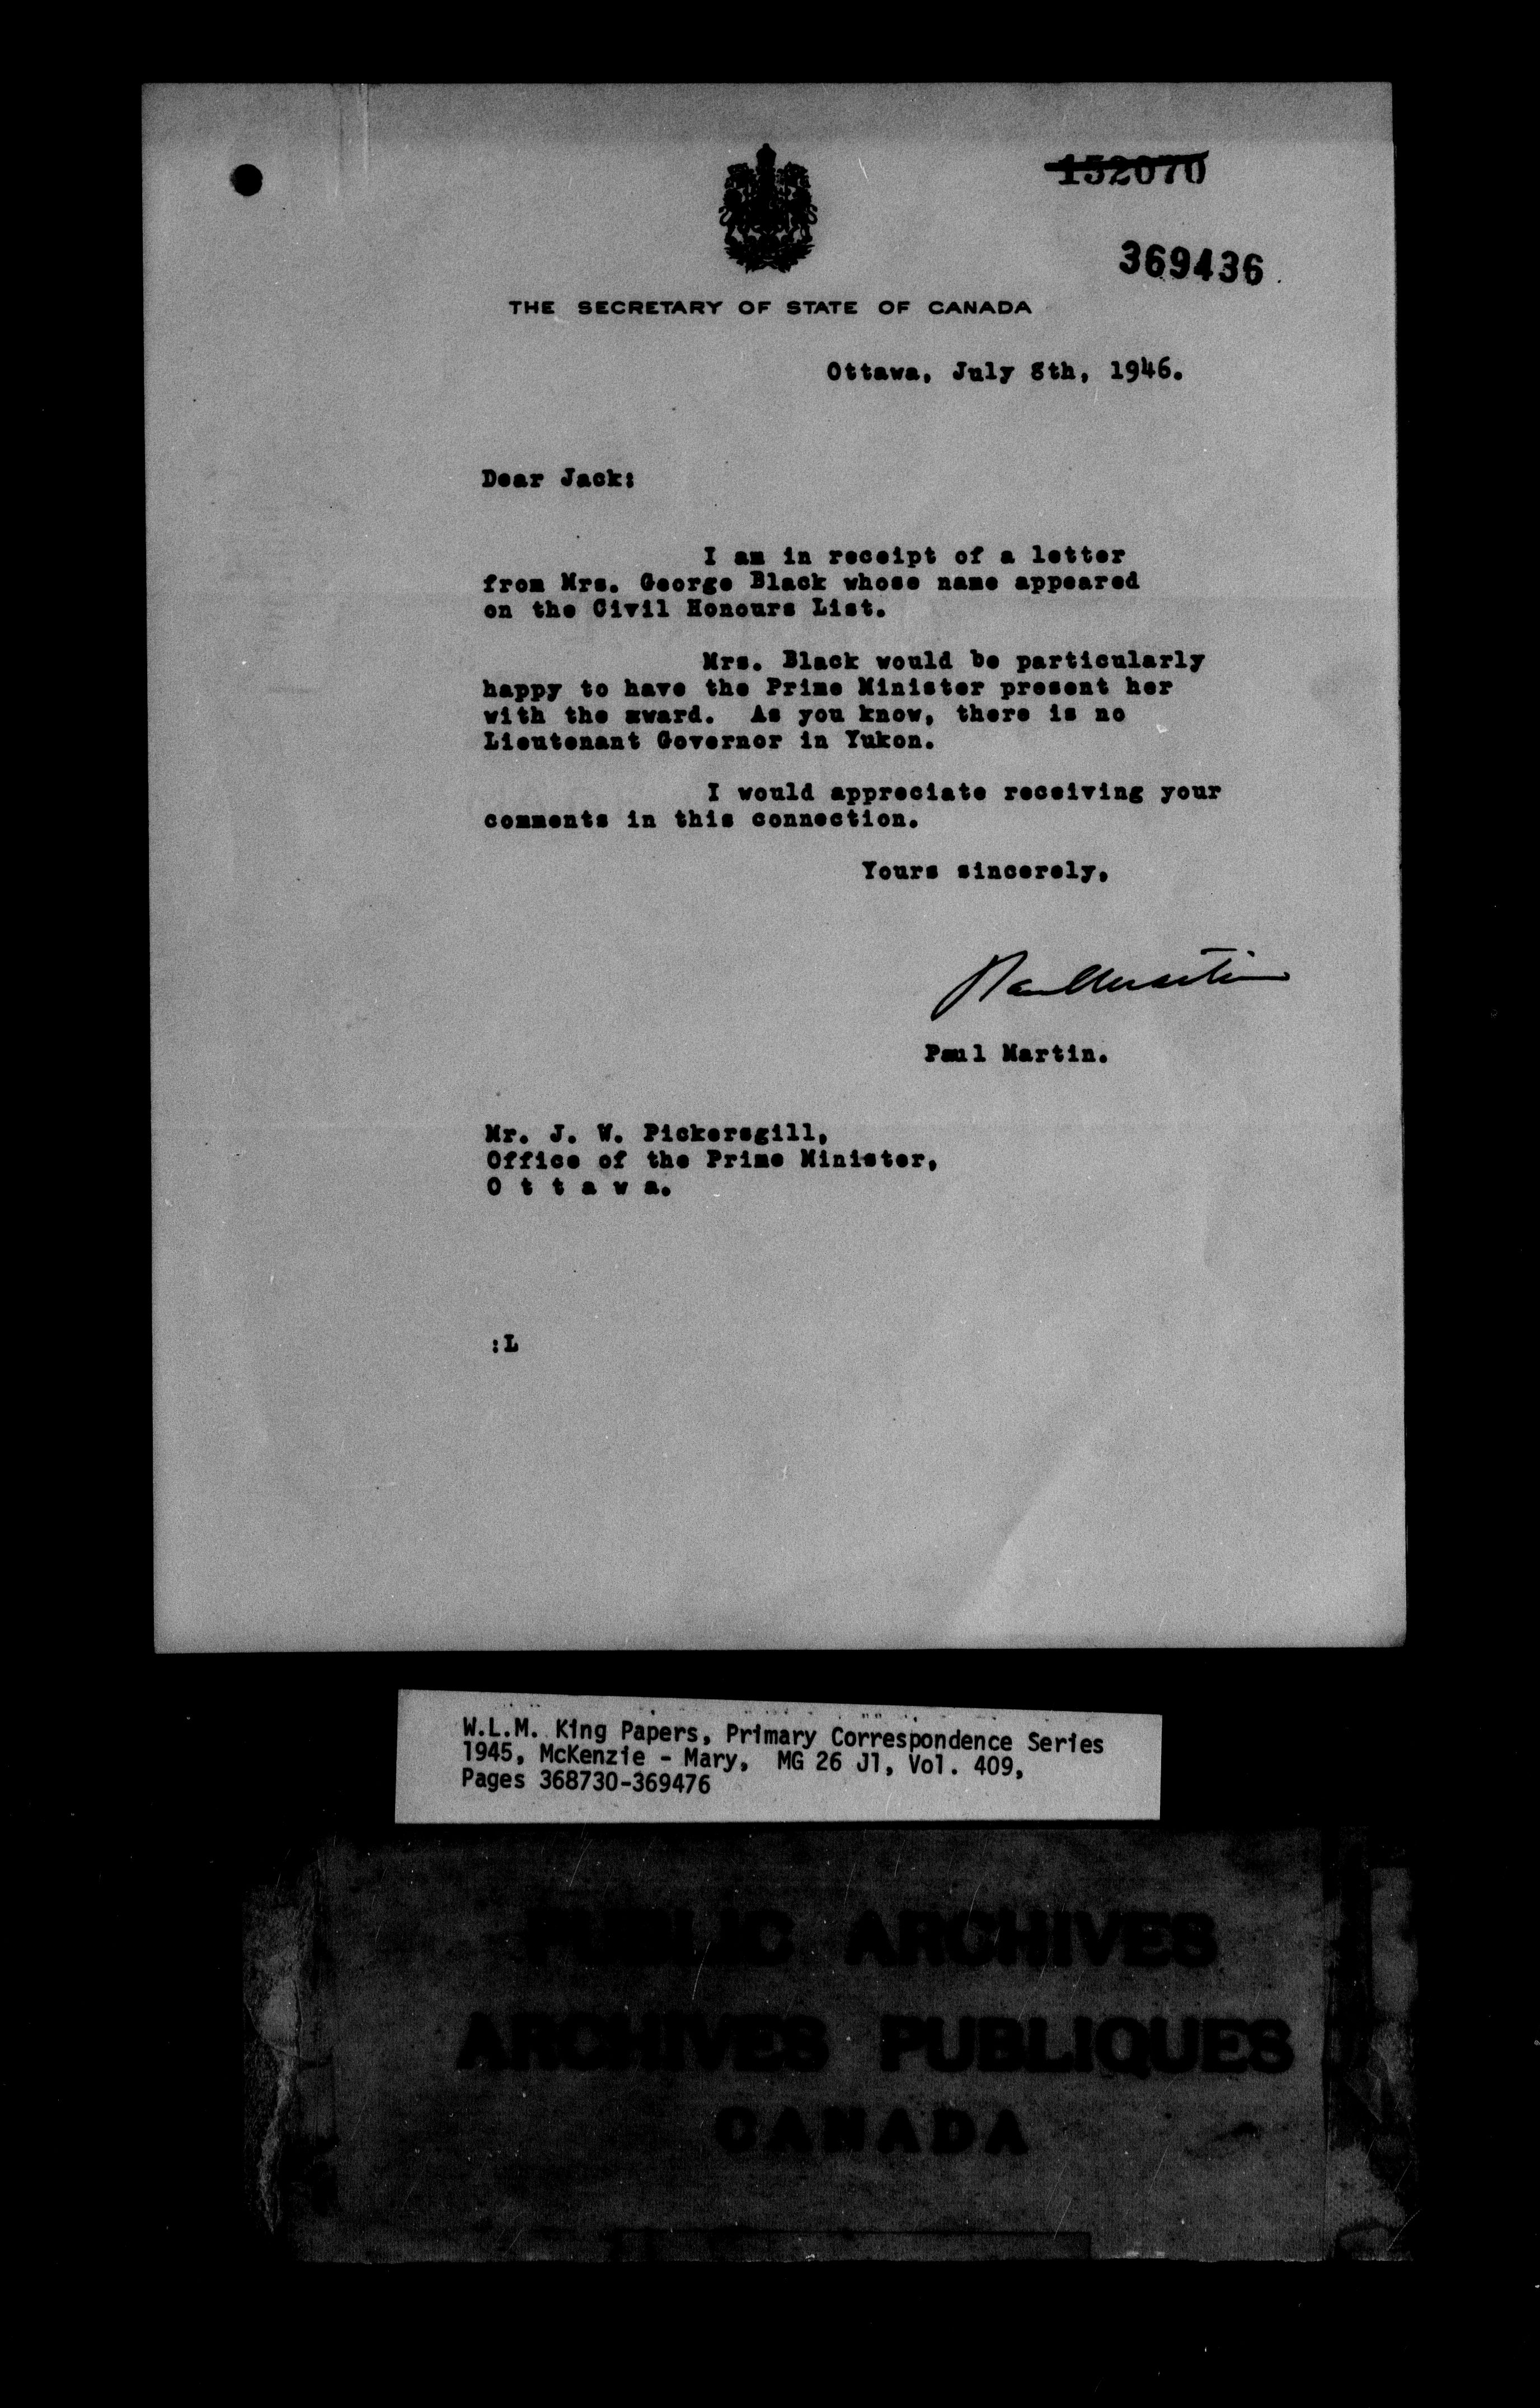 152070
369436
THE SECRETARY OF STATE OF CANADA
Ottawa, July 8th, 1946.
Dear Jack:
I am in receipt of a letter
from Mrs. George Black whose name appeared
on the Civil Honours List.
Mrs. Black would be particularly
happy to have the Prime Minister present her
with the award. As you know, there is no
Lieutenant Governor in Yukon.
I would appreciate receiving your
comments in this connection.
Yours sincerely,
Paul Martin
Paul Martin.
Mr. J. W. Pickersgill,
Office of the Prime Minister,
O t t a w a.
:L
W.L.M. King Papers, Primary Correspondence Series
1945, McKenzie - Mary, MG 26 J1, Vol. 409,
Pages 368730-369476
PUBLIC ARCHIVES
ARCHIVES PUBLIQUES
CANADA